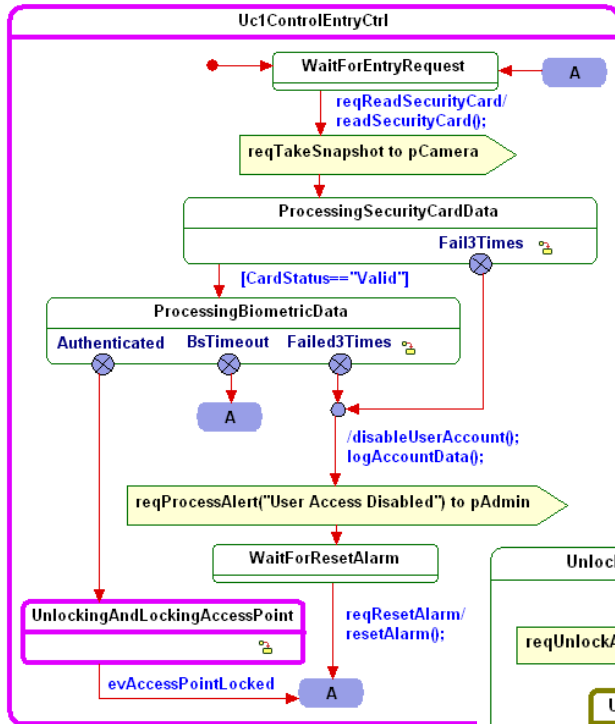 Uc1ControlEntryCtrl
WaitForEntryRequest
A
reqReadSecurityCard/
readSecurityCard();
reqTakeSnapshot to pCamera
ProcessingSecurityCardData
Fail3Times
[CardStatus=="Valid"]
ProcessingBiometricData
Authenticated BsTimeout Failed3Times
A
/disableUserAccount();
logAccountData();
reqProcessAlert("User Access Disabled") to pAdmin
WaitForResetAlarm
Unlock
UnlockingAndLockingAccessPoint
reqResetAlarm/
resetAlarm();
reqUnlockA
evAccessPointLocked
A
U